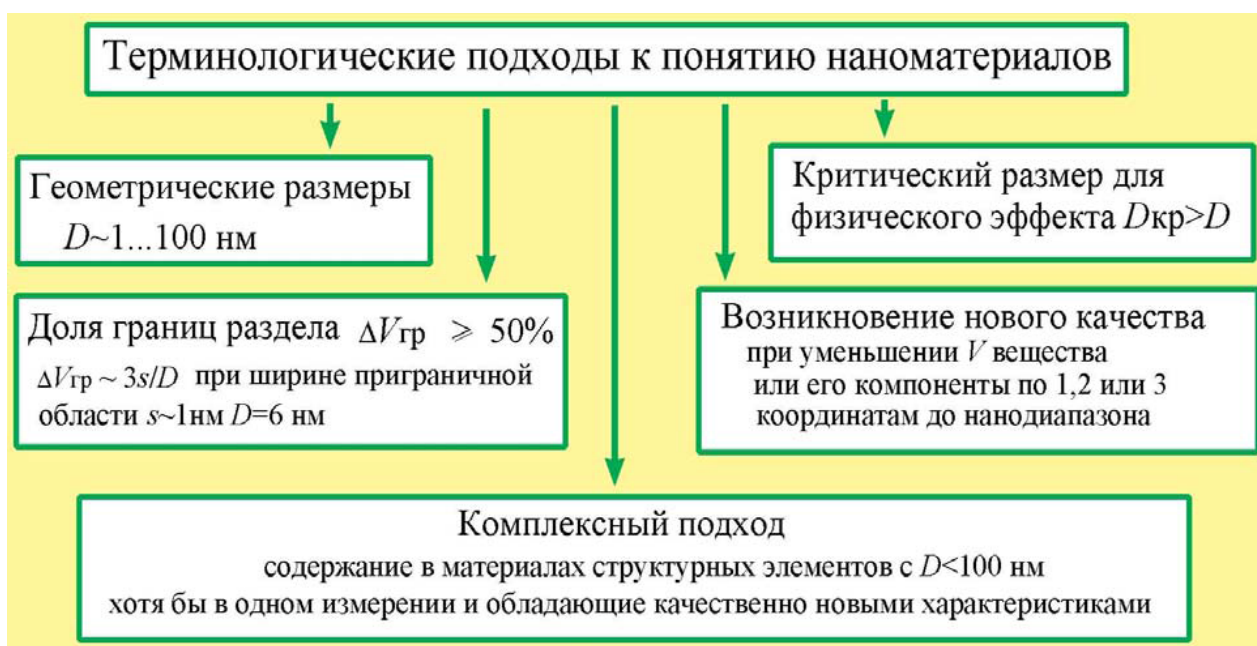 Терминологические подходы к понятию наноматериалов
Геометрические размеры
D~1...100 нм
Критический размер для
физического эффекта Dкр>D
Доля границ раздела ΔVгр ⩾ 50%
ΔVгр ~ 3s/D при ширине приграничной
области s~1нм D=6 нм
Возникновение нового качества
при уменьшении V вещества
или его компоненты по 1,2 или 3
координатам до нанодиапазона
Комплексный подход
содержание в материалах структурных элементов с D<100 нм
хотя бы в одном измерении и обладающие качественно новыми характеристиками